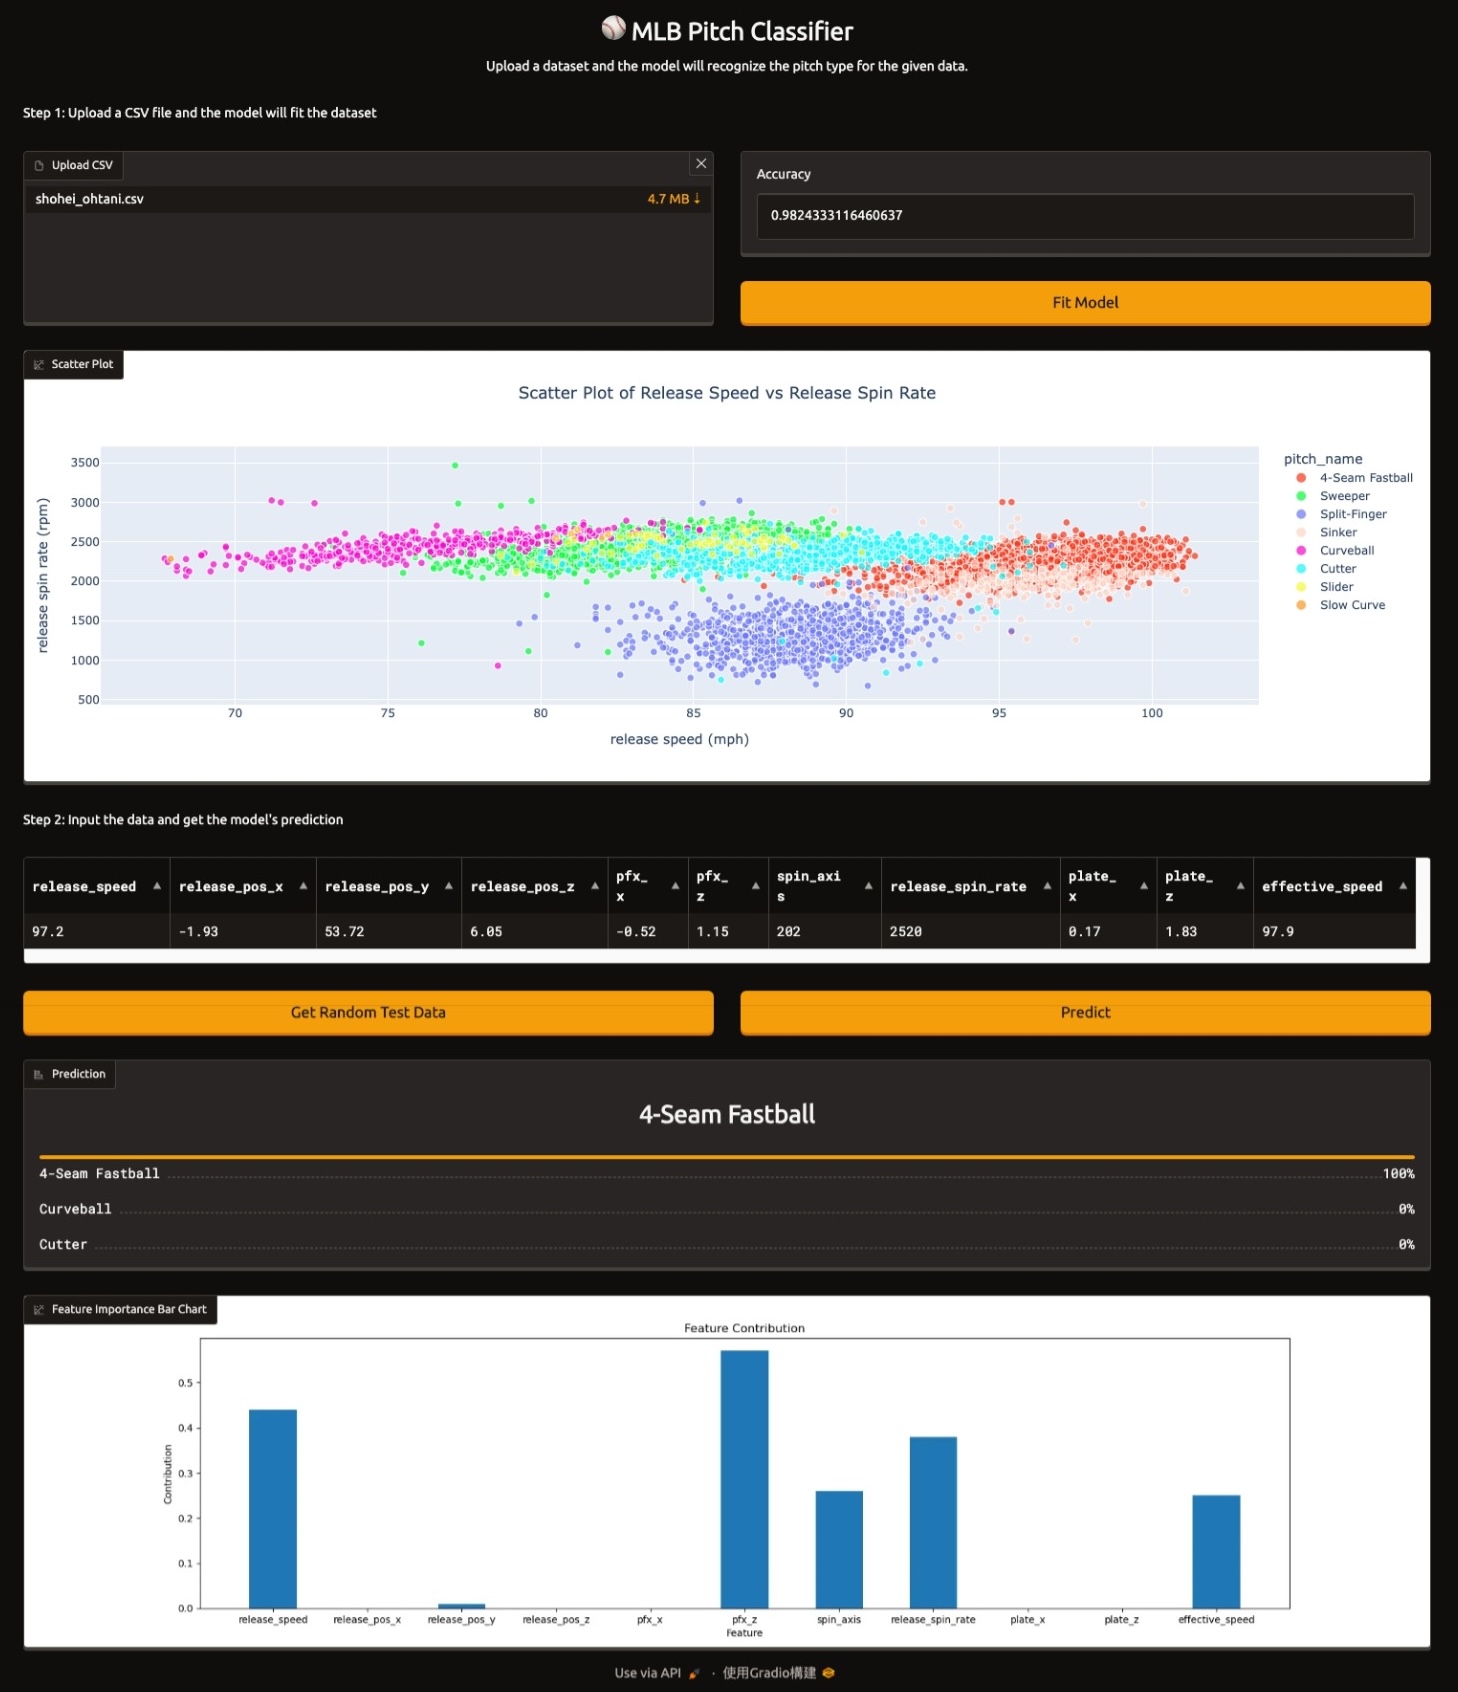 MLB Pitch Classifier
Upload a dataset and the model will recognize the pitch type for the given data.
Step 1: Upload a CSV file and the model will fit the dataset
Upload CSV
shohei_ohtani.csv 4.7 MB ⇣
Accuracy
0.9824333116460637
Fit Model
Scatter Plot
Scatter Plot of Release Speed vs Release Spin Rate
release spin rate (rpm)
3500
3000
2500
2000
1500
1000
500
70 75 80 85 90 95 100
release speed (mph)
pitch_name
4-Seam Fastball
Sweeper
Split-Finger
Sinker
Curveball
Cutter
Slider
Slow Curve
Step 2: Input the data and get the model's prediction
release_speed release_pos_x release_pos_y release_pos_z pfx_x pfx_z spin_axis release_spin_rate plate_x plate_z effective_speed
97.2 -1.93 53.72 6.05 -0.52 1.15 202 2520 0.17 1.83 97.9
Get Random Test Data
Predict
Prediction
4-Seam Fastball
4-Seam Fastball 100%
Curveball 0%
Cutter 0%
Feature Importance Bar Chart
Feature Contribution
Contribution
0.5
0.4
0.3
0.2
0.1
0.0
release_speed release_pos_x release_pos_y release_pos_z pfx_x pfx_z spin_axis release_spin_rate plate_x plate_z effective_speed
Feature
Use via API · 使用Gradio構建